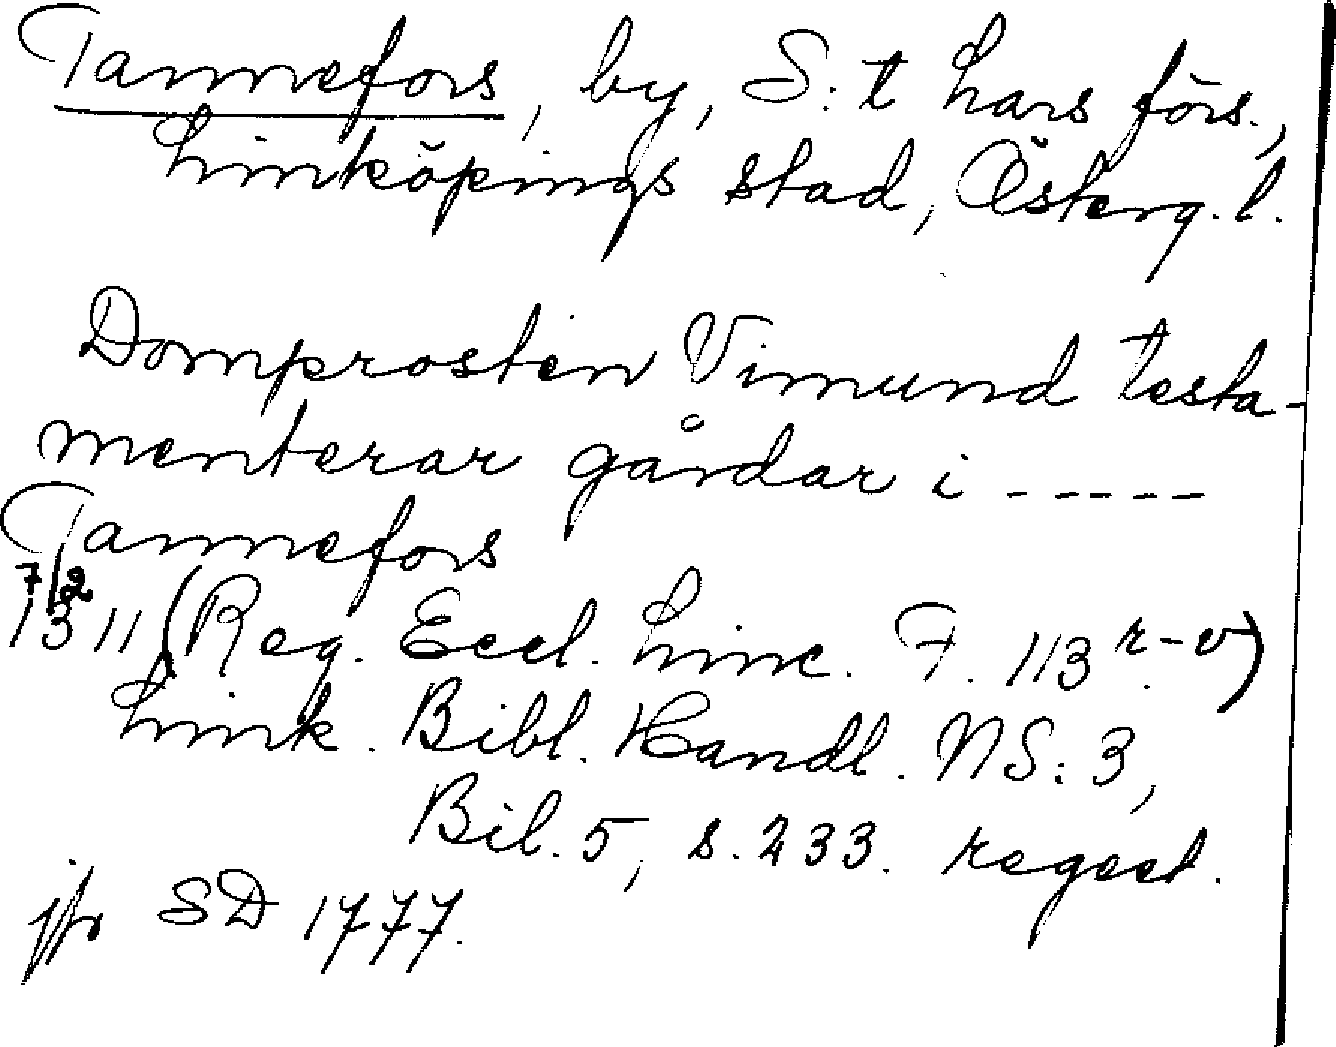 Tannefors, by, S:t Lars förs.,
Linköpings stad, Österg. l.
Domprosten Vimund testa-
menterar gårdar i -----
Tannefors
7/2
1311 (Reg. Eccl. Linc. F. 113 r-v)
Link. Bibl. Handl. NS: 3,
Bil. 5, s. 233. regest.
jfr SD 1777.